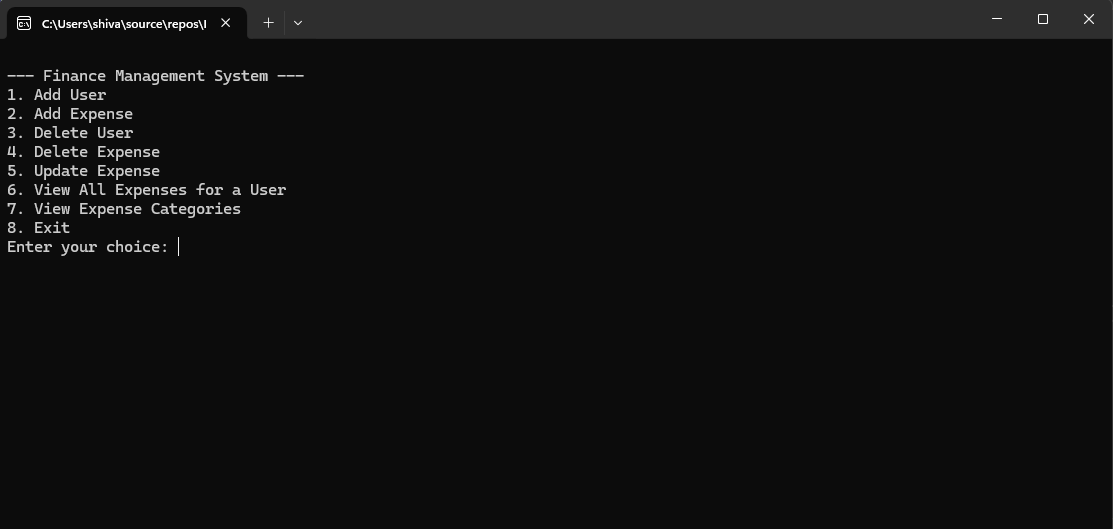 C:\Users\shiva\source\repos\I
--- Finance Management System ---
1. Add User
2. Add Expense
3. Delete User
4. Delete Expense
5. Update Expense
6. View All Expenses for a User
7. View Expense Categories
8. Exit
Enter your choice: